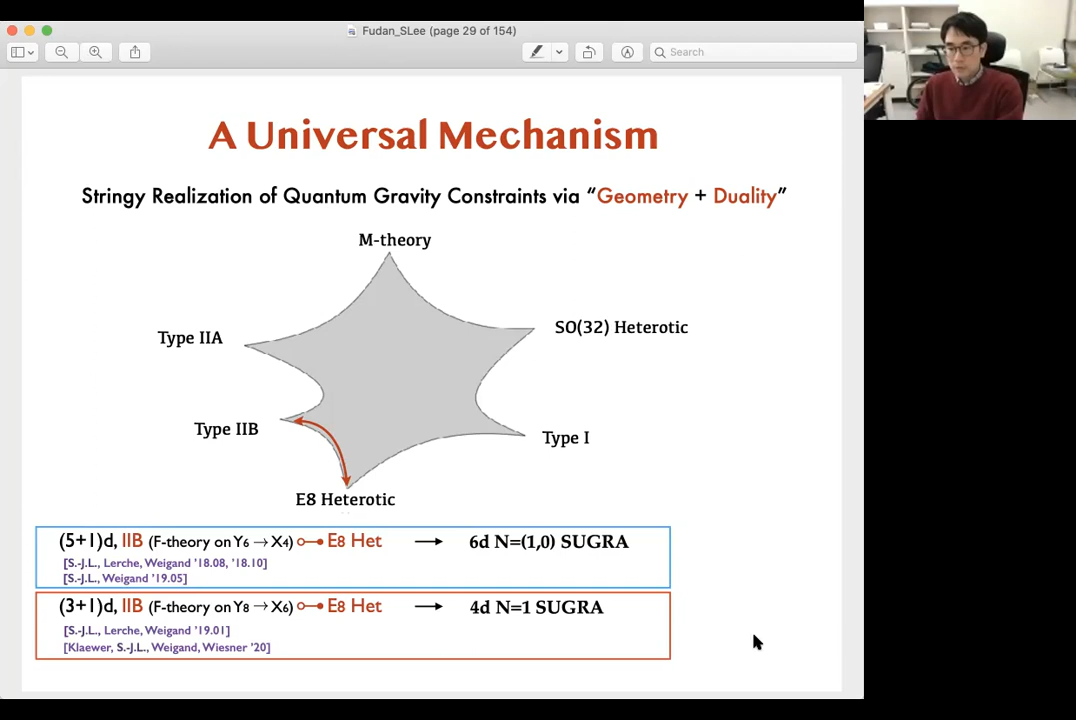 Fudan_SLee (page 29 of 154)
Search
A Universal Mechanism
Stringy Realization of Quantum Gravity Constraints via “Geometry + Duality”
M-theory
Type IIA
SO(32) Heterotic
Type IIB
Type I
E8 Heterotic
(5+1)d, IIB (F-theory on Y₆ → X₄) E8 Het → 6d N=(1,0) SUGRA
[S.-J.L., Lerche, Weigand ’18.08, ’18.10]
[S.-J.L., Weigand ’19.05]
(3+1)d, IIB (F-theory on Y₈ → X₆) E8 Het → 4d N=1 SUGRA
[S.-J.L., Lerche, Weigand ’19.01]
[Klaewer, S.-J.L., Weigand, Wiesner ’20]